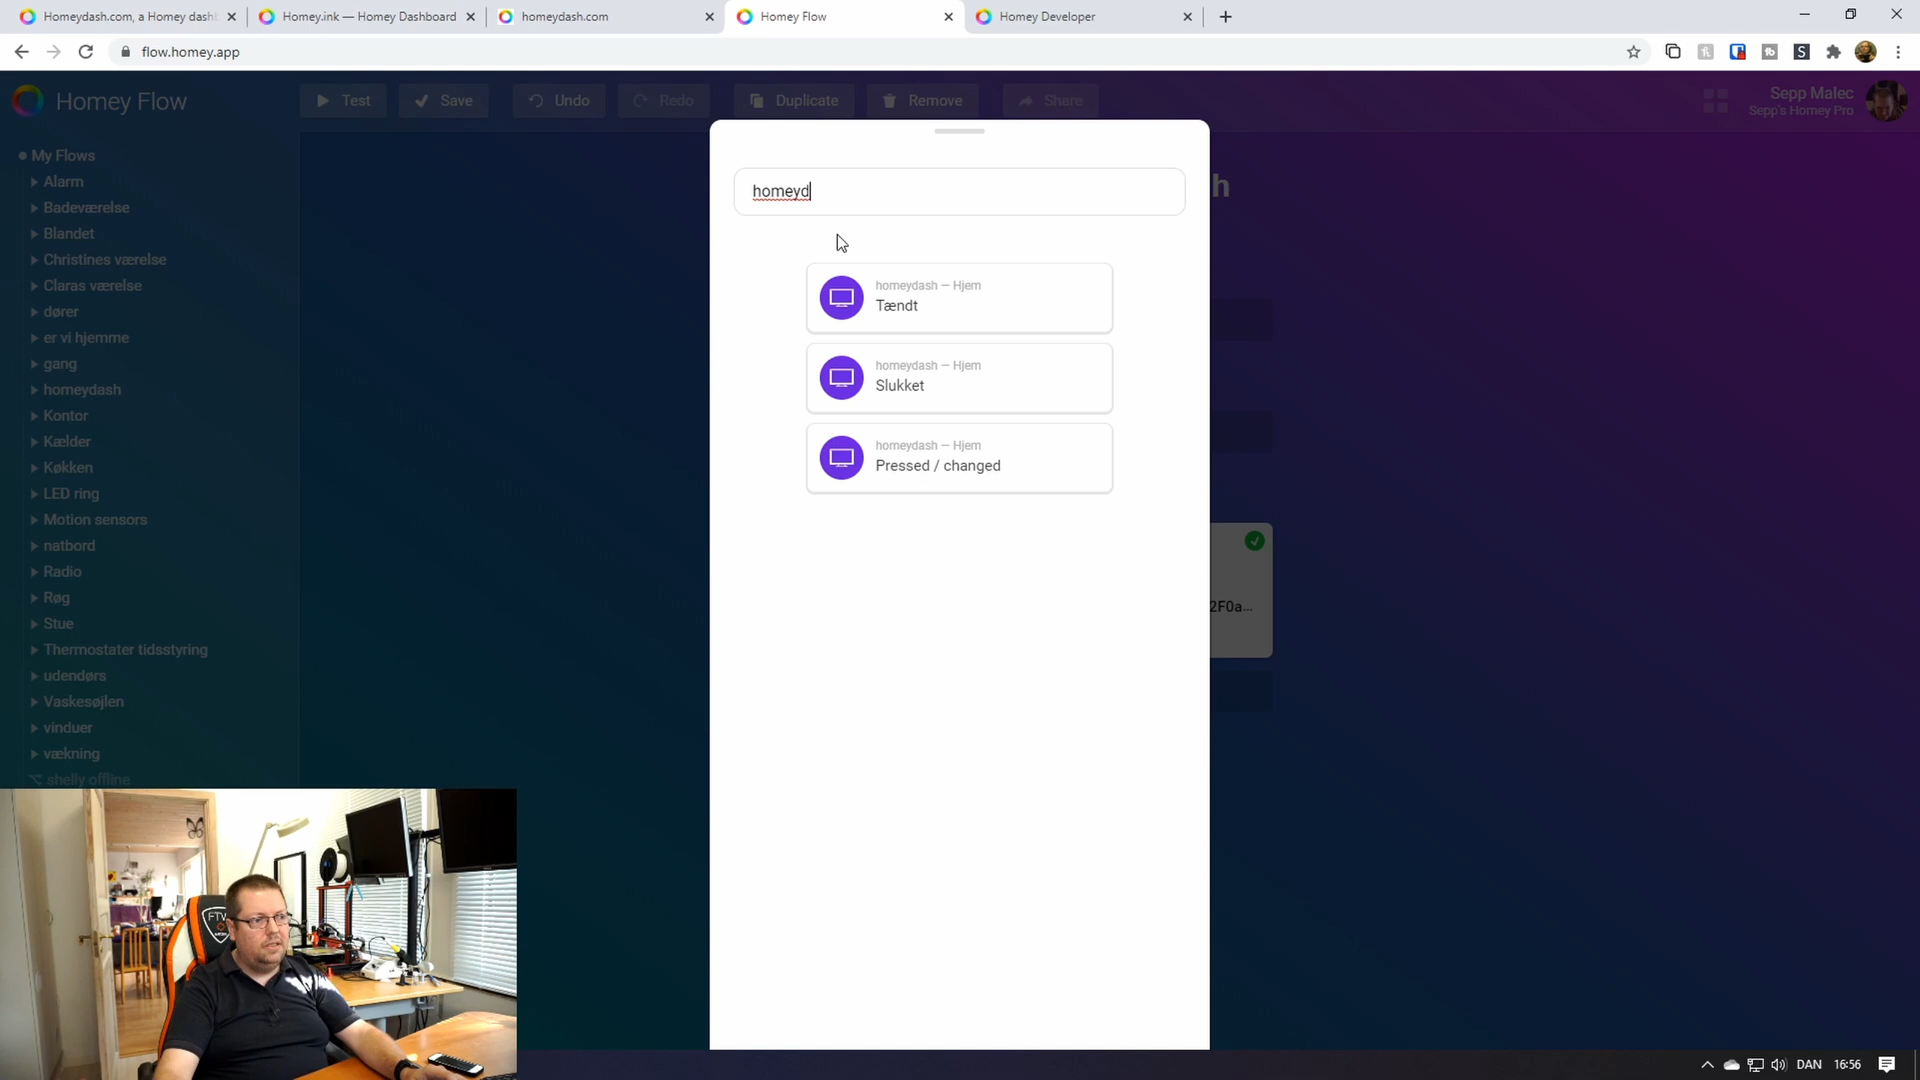 Homeydash.com, a Homey dash
Homey.ink — Homey Dashboard
homeydash.com
Homey Flow
Homey Developer
flow.homey.app
Homey Flow
Test
Save
Undo
Redo
Duplicate
Remove
Share
Sepp Malec
Sepp's Homey Pro
My Flows
Alarm
Badeværelse
Blandet
Christines værelse
Claras værelse
dører
er vi hjemme
gang
homeydash
Kontor
Kælder
Køkken
LED ring
Motion sensors
natbord
Radio
Røg
Stue
Thermostater tidsstyring
udendørs
Vaskesøjlen
vinduer
vækning
shelly offline
h
homeyd
homeydash — Hjem
Tændt
homeydash — Hjem
Slukket
homeydash — Hjem
Pressed / changed
2F0a...
FTW
DAN
16:56